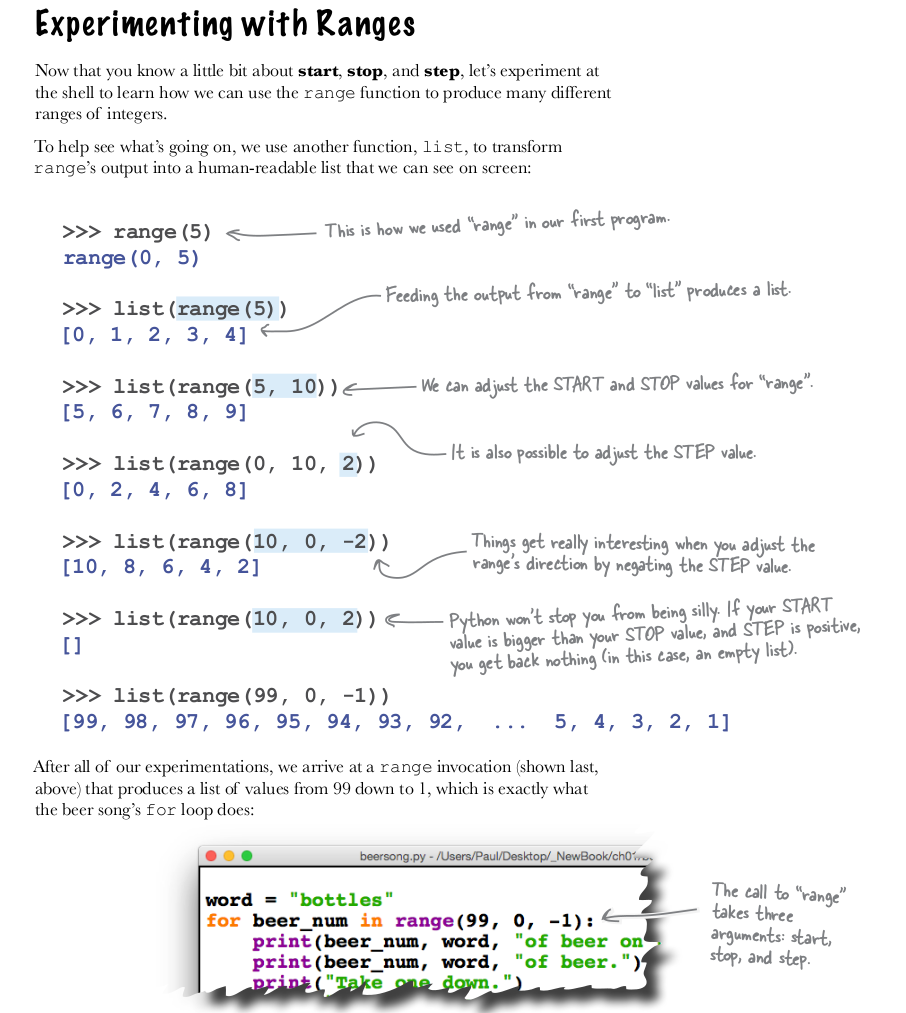 Experimenting with Ranges
Now that you know a little bit about start, stop, and step, let's experiment at
the shell to learn how we can use the range function to produce many different
ranges of integers.
To help see what's going on, we use another function, list, to transform
range's output into a human-readable list that we can see on screen:
>>> range(5)
This is how we used "range" in our first program.
range(0, 5)
>>> list(range(5))
Feeding the output from "range" to "list" produces a list.
[0, 1, 2, 3, 4]
>>> list(range(5, 10))
We can adjust the START and STOP values for "range".
[5, 6, 7, 8, 9]
It is also possible to adjust the STEP value.
>>> list(range(0, 10, 2))
[0, 2, 4, 6, 8]
>>> list(range(10, 0, -2))
[10, 8, 6, 4, 2]
Things get really interesting when you adjust the
range's direction by negating the STEP value.
>>> list(range(10, 0, 2))
[]
Python won't stop you from being silly. If your START
value is bigger than your STOP value, and STEP is positive,
you get back nothing (in this case, an empty list).
>>> list(range(99, 0, -1))
[99, 98, 97, 96, 95, 94, 93, 92, ... 5, 4, 3, 2, 1]
After all of our experimentations, we arrive at a range invocation (shown last,
above) that produces a list of values from 99 down to 1, which is exactly what
the beer song's for loop does:
beersong.py - /Users/Paul/Desktop/_NewBook/ch01/
word = "bottles"
for beer_num in range(99, 0, -1):
print(beer_num, word, "of beer on
print(beer_num, word, "of beer.")
print("Take one down.")
The call to "range"
takes three
arguments: start,
stop, and step.